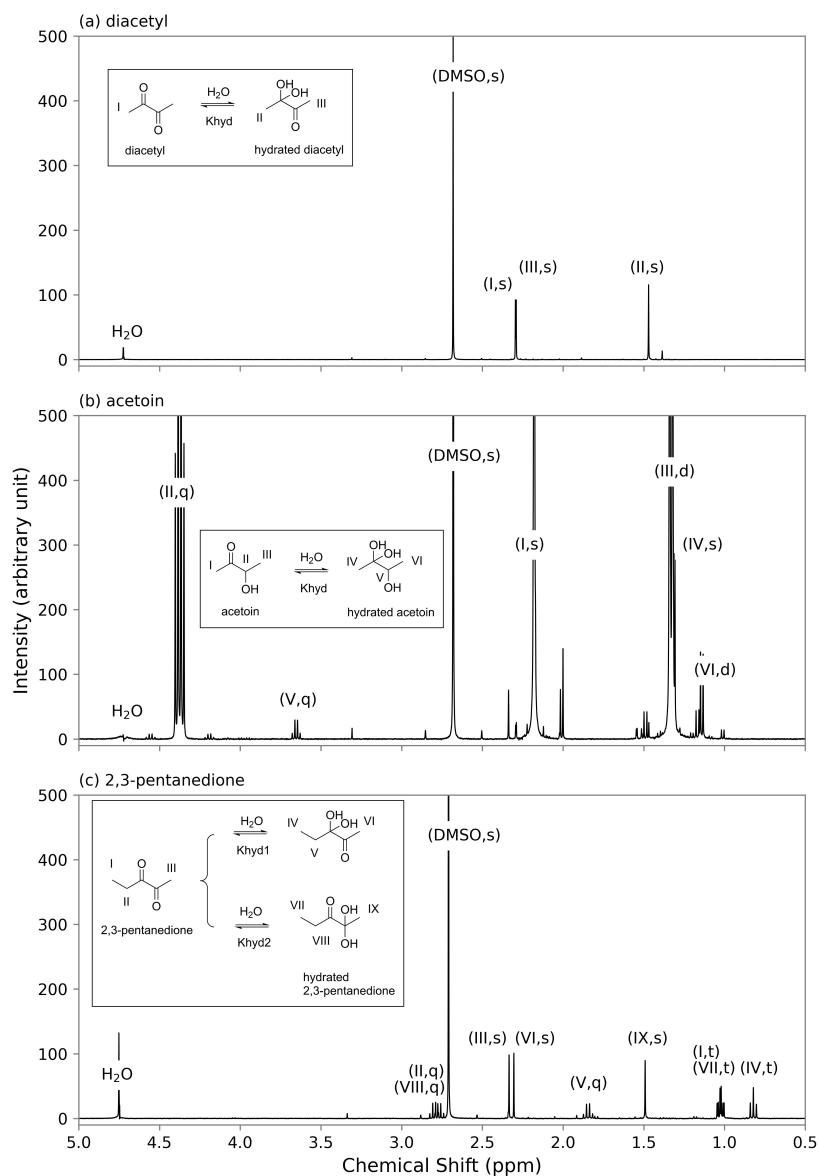 (a) diacetyl
500
400
300
200
100
0
(DMSO,s)
(III,s)
(I,s)
(II,s)
H₂O
I
O
O
diacetyl
H₂O
Khyd
OH
OH
II
III
O
hydrated diacetyl
(b) acetoin
Intensity (arbitrary unit)
500
400
300
200
100
0
(II,q)
(DMSO,s)
(I,s)
(III,d)
(IV,s)
(VI,d)
(V,q)
H₂O
I
O
II
III
OH
acetoin
H₂O
Khyd
OH
OH
IV
VI
V
OH
hydrated acetoin
(c) 2,3-pentanedione
500
400
300
200
100
0
(DMSO,s)
(III,s)
(VI,s)
(IX,s)
(I,t)
(VII,t)
(IV,t)
(V,q)
(II,q)
(VIII,q)
H₂O
I
O
III
II
O
2,3-pentanedione
H₂O
Khyd1
IV
OH
OH
VI
V
O
H₂O
Khyd2
VII
O
OH
IX
VIII
OH
hydrated
2,3-pentanedione
5.0 4.5 4.0 3.5 3.0 2.5 2.0 1.5 1.0 0.5
Chemical Shift (ppm)